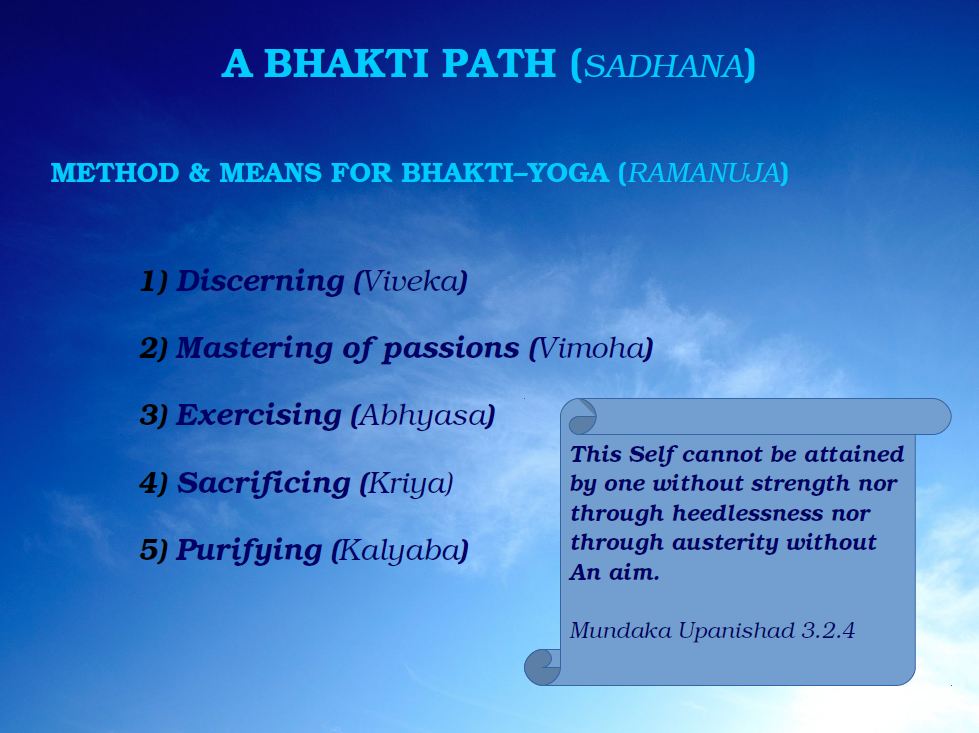 A BHAKTI PATH (SADHANA)
METHOD & MEANS FOR BHAKTI–YOGA (RAMANUJA)
1) Discerning (Viveka)
2) Mastering of passions (Vimoha)
3) Exercising (Abhyasa)
4) Sacrificing (Kriya)
5) Purifying (Kalyaba)
This Self cannot be attained
by one without strength nor
through heedlessness nor
through austerity without
An aim.
Mundaka Upanishad 3.2.4